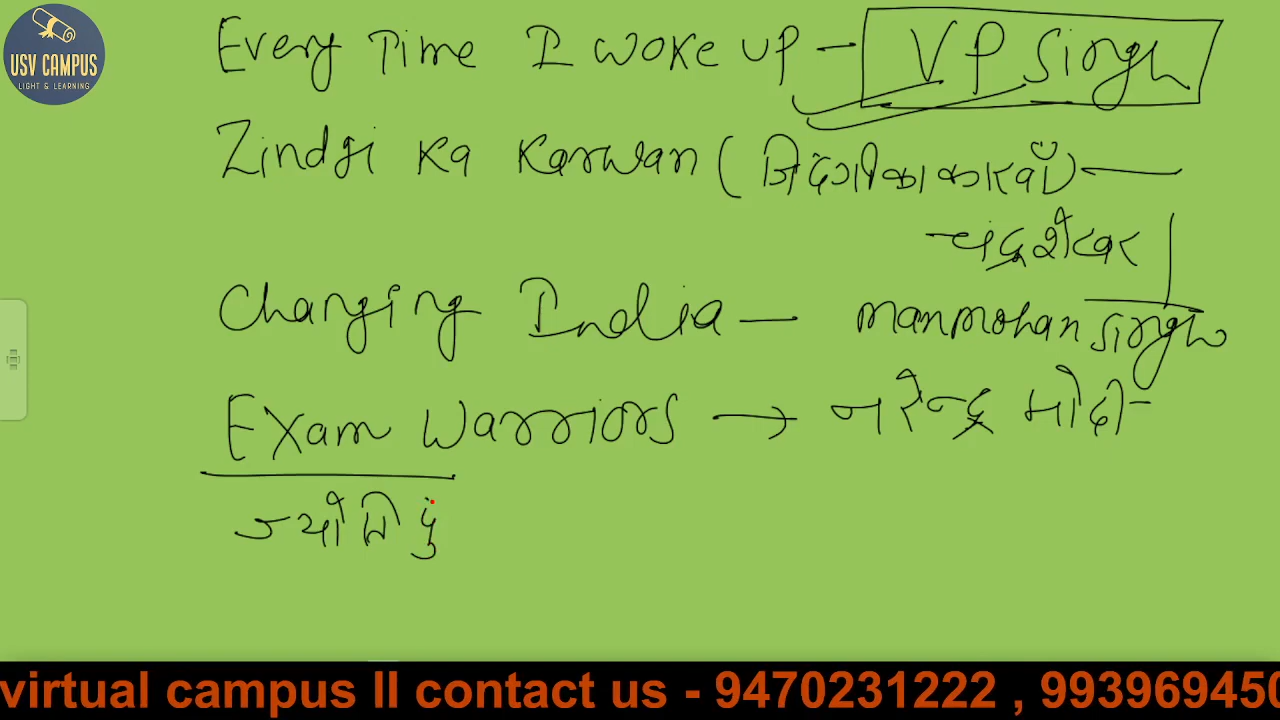 USV CAMPUS
LIGHT & LEARNING
Every Time I woke up - VP Singh
Zindgi Ka Karwan (जिंदगी का कारवाँ) —
चंद्रशेखर
Changing India — manmohan Singh
Exam Warriors → नरेन्द्र मोदी -
ज्योति पुं
virtual campus II contact us - 9470231222 , 993969450